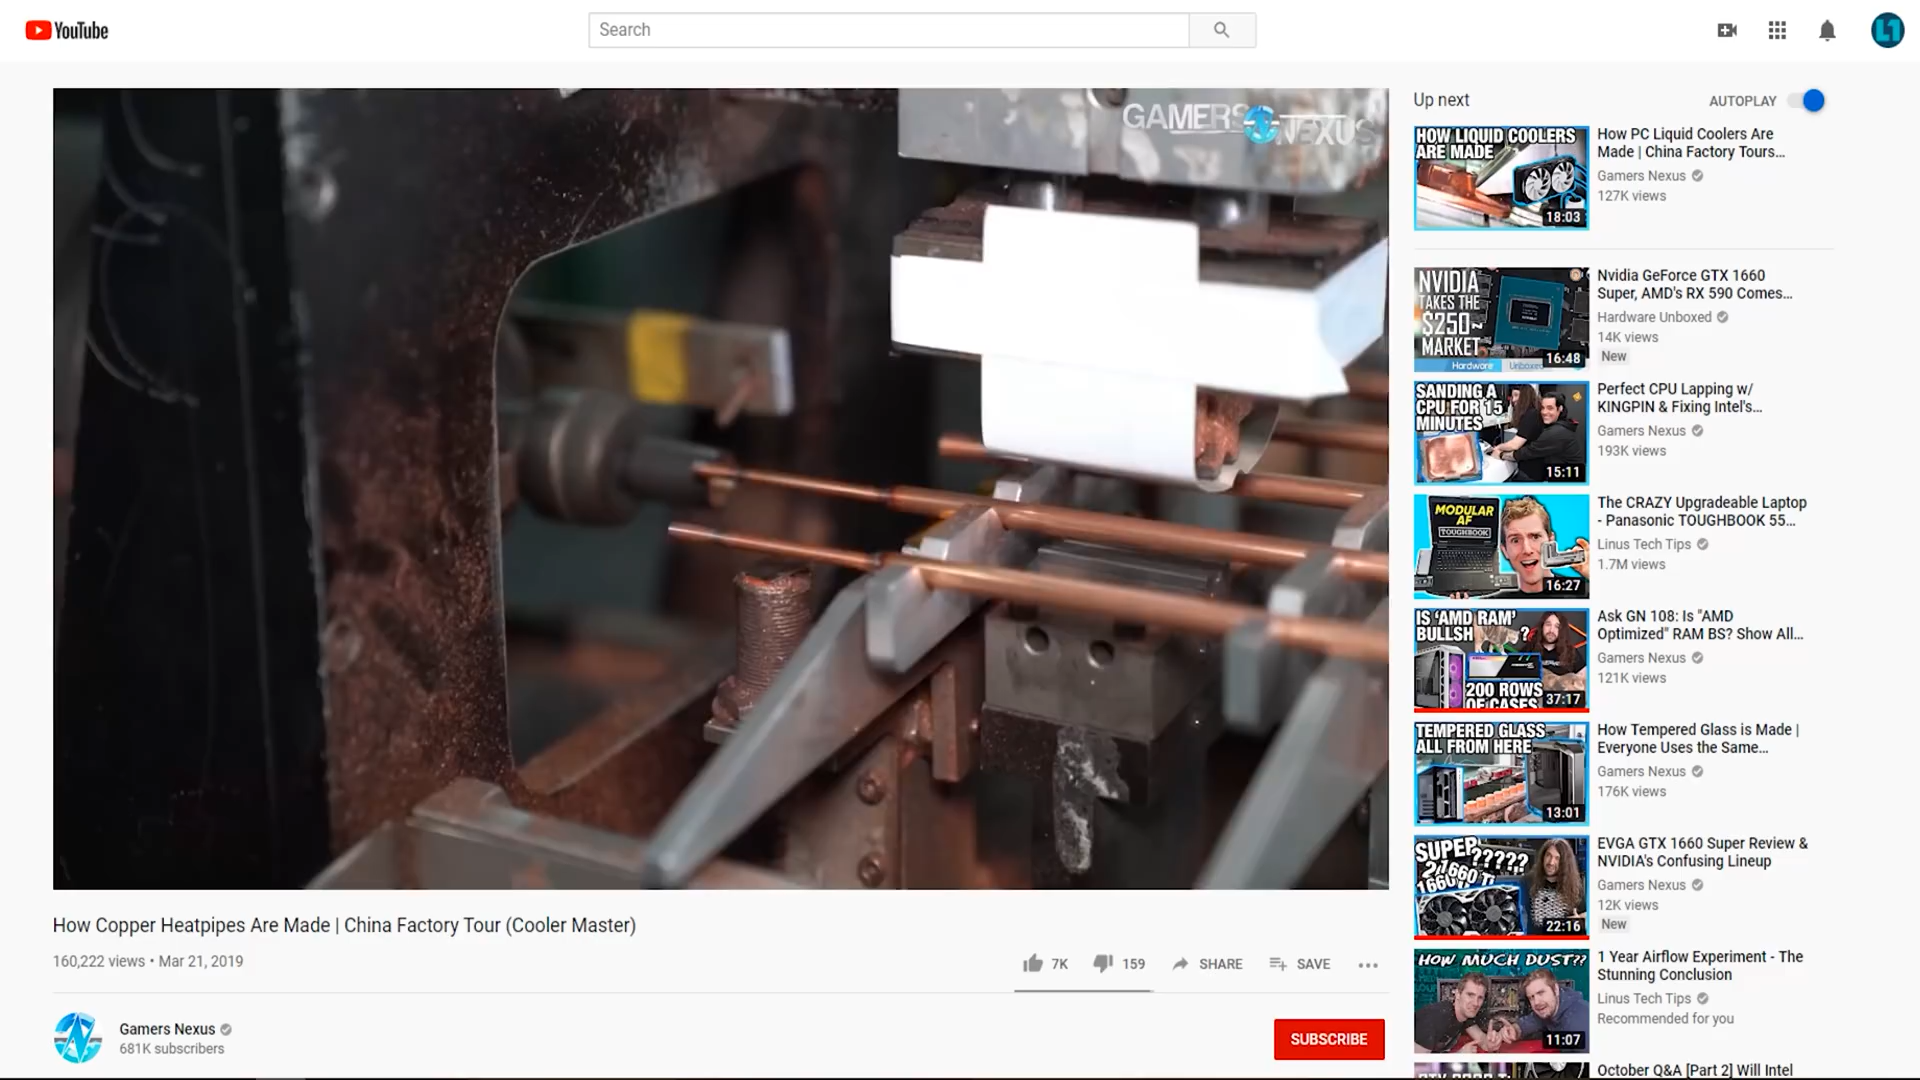 YouTube
Search
GAMERS NEXUS
How Copper Heatpipes Are Made | China Factory Tour (Cooler Master)
160,222 views • Mar 21, 2019
7K
159
SHARE
SAVE
Gamers Nexus
681K subscribers
SUBSCRIBE
Up next
AUTOPLAY
HOW LIQUID COOLERS
ARE MADE
18:03
How PC Liquid Coolers Are
Made | China Factory Tours...
Gamers Nexus
127K views
NVIDIA
TAKES THE
$250~
MARKET
Hardware Unboxed
16:48
Nvidia GeForce GTX 1660
Super, AMD's RX 590 Comes...
Hardware Unboxed
14K views
New
SANDING A
CPU FOR 15
MINUTES
15:11
Perfect CPU Lapping w/
KINGPIN & Fixing Intel's...
Gamers Nexus
193K views
MODULAR
AF
TOUGHBOOK
16:27
The CRAZY Upgradeable Laptop
- Panasonic TOUGHBOOK 55...
Linus Tech Tips
1.7M views
IS 'AMD RAM'
BULLSH ?
200 ROWS
OF CASES
37:17
Ask GN 108: Is "AMD
Optimized" RAM BS? Show All...
Gamers Nexus
121K views
TEMPERED GLASS
ALL FROM HERE
13:01
How Tempered Glass is Made |
Everyone Uses the Same...
Gamers Nexus
176K views
SUPER?????
22:16
EVGA GTX 1660 Super Review &
NVIDIA's Confusing Lineup
Gamers Nexus
12K views
New
HOW MUCH DUST??
11:07
1 Year Airflow Experiment - The
Stunning Conclusion
Linus Tech Tips
Recommended for you
October Q&A [Part 2] Will Intel